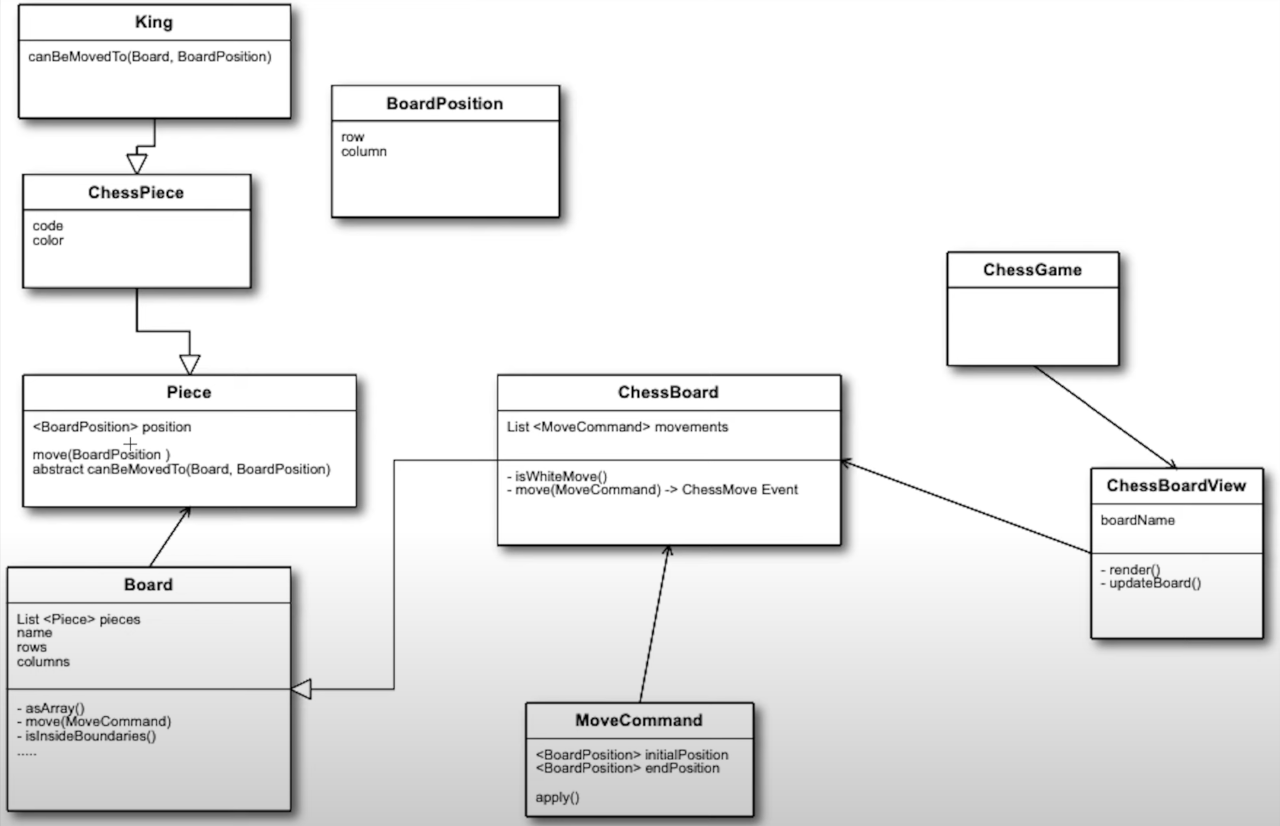 King
canBeMovedTo(Board, BoardPosition)
BoardPosition
row
column
ChessPiece
code
color
ChessGame
Piece
<BoardPosition> position
move(BoardPosition )
abstract canBeMovedTo(Board, BoardPosition)
ChessBoard
List <MoveCommand> movements
- isWhiteMove()
- move(MoveCommand) -> ChessMove Event
ChessBoardView
boardName
- render()
- updateBoard()
Board
List <Piece> pieces
name
rows
columns
- asArray()
- move(MoveCommand)
- isInsideBoundaries()
.....
MoveCommand
<BoardPosition> initialPosition
<BoardPosition> endPosition
apply()